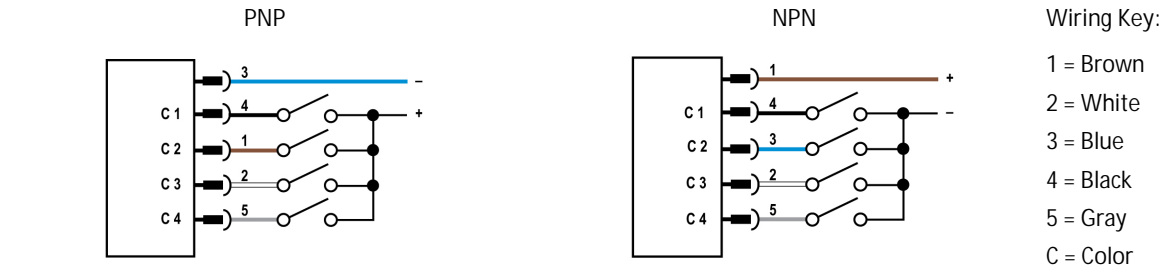 PNP
3
–
C 1 4 +
C 2 1
C 3 2
C 4 5
NPN
1
+
C 1 4 –
C 2 3
C 3 2
C 4 5
Wiring Key:
1 = Brown
2 = White
3 = Blue
4 = Black
5 = Gray
C = Color